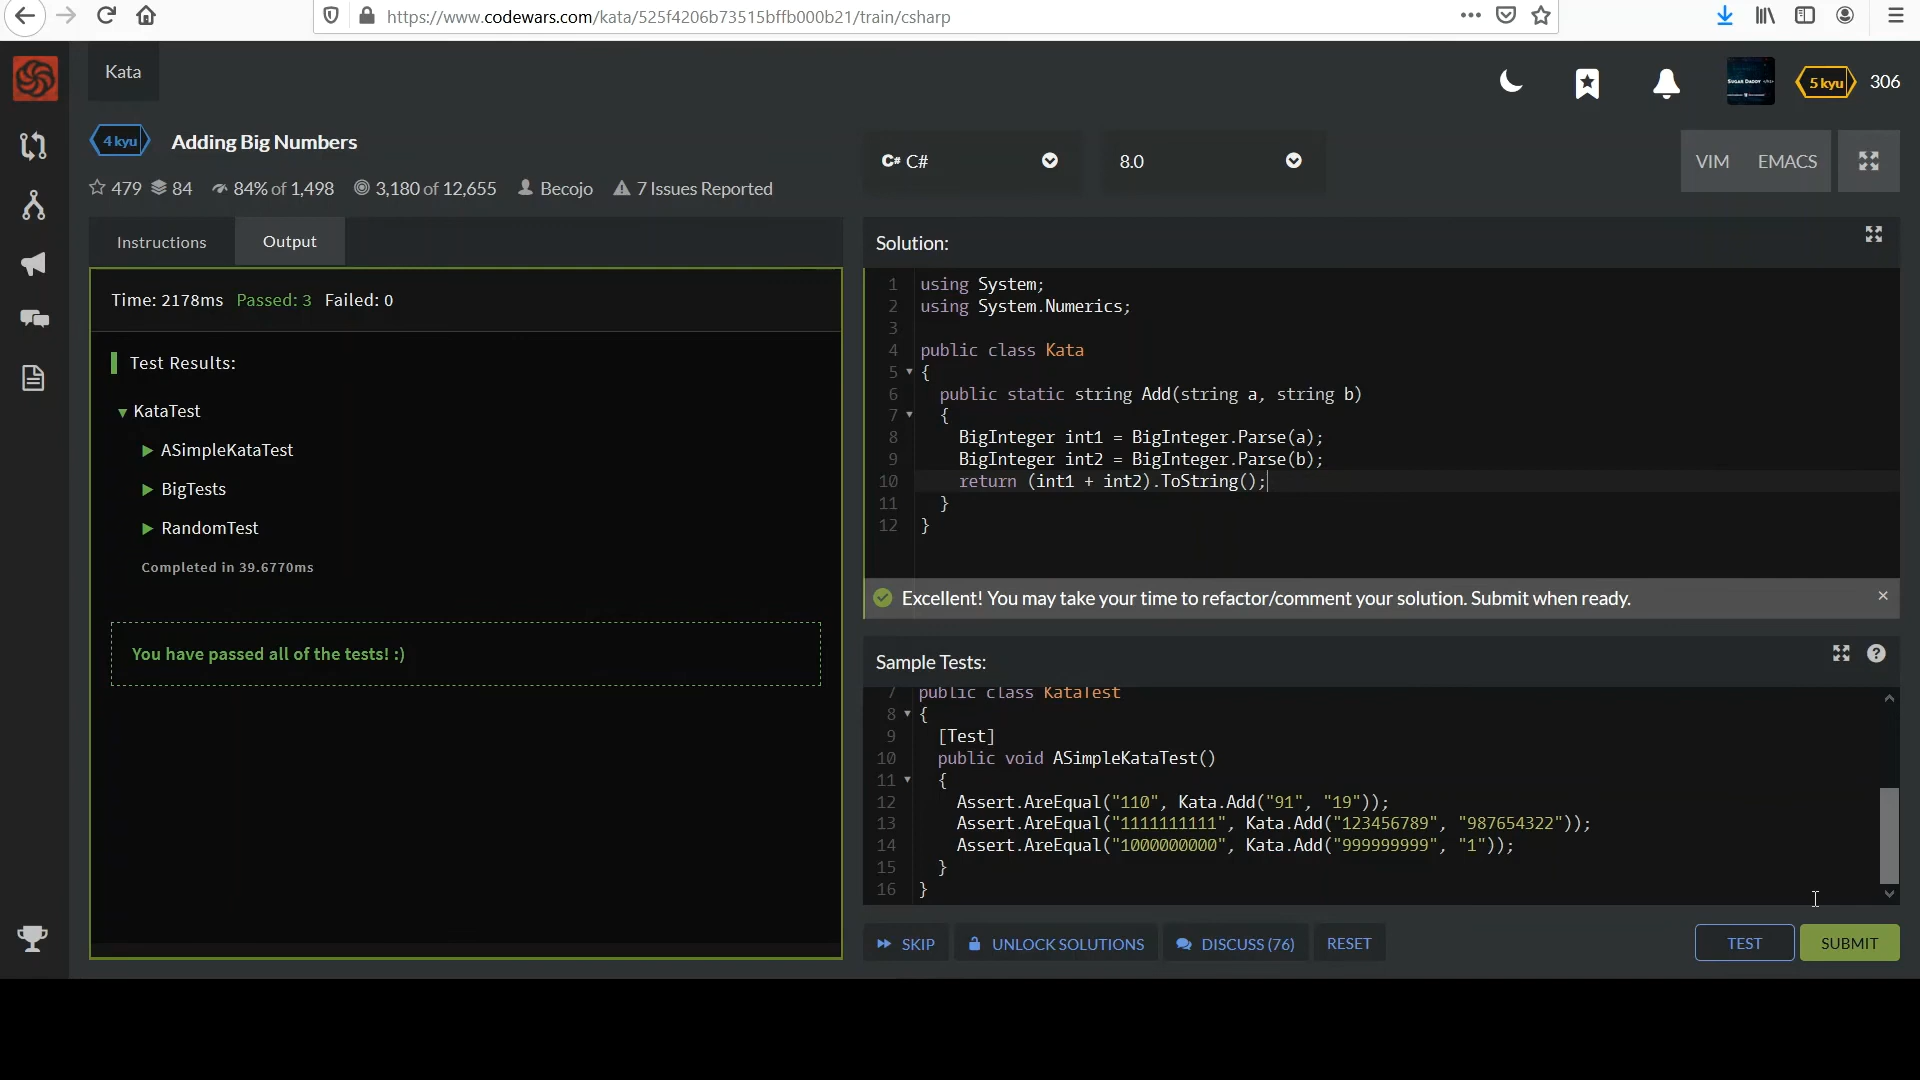 https://www.codewars.com/kata/525f4206b73515bffb000b21/train/csharp
Kata
SUGAR DADDY
5 kyu 306
4 kyu Adding Big Numbers
C# C#
8.0
VIM EMACS
479 84 84% of 1,498 3,180 of 12,655 Becojo 7 Issues Reported
Instructions Output
Time: 2178ms Passed: 3 Failed: 0
Test Results:
KataTest
ASimpleKataTest
BigTests
RandomTest
Completed in 39.6770ms
You have passed all of the tests! :)
Solution:
1 using System;
2 using System.Numerics;
3
4 public class Kata
5 {
6 public static string Add(string a, string b)
7 {
8 BigInteger int1 = BigInteger.Parse(a);
9 BigInteger int2 = BigInteger.Parse(b);
10 return (int1 + int2).ToString();
11 }
12 }
Excellent! You may take your time to refactor/comment your solution. Submit when ready.
Sample Tests:
7 public class KataTest
8 {
9 [Test]
10 public void ASimpleKataTest()
11 {
12 Assert.AreEqual("110", Kata.Add("91", "19"));
13 Assert.AreEqual("1111111111", Kata.Add("123456789", "987654322"));
14 Assert.AreEqual("1000000000", Kata.Add("999999999", "1"));
15 }
16 }
SKIP UNLOCK SOLUTIONS DISCUSS (76) RESET
TEST SUBMIT